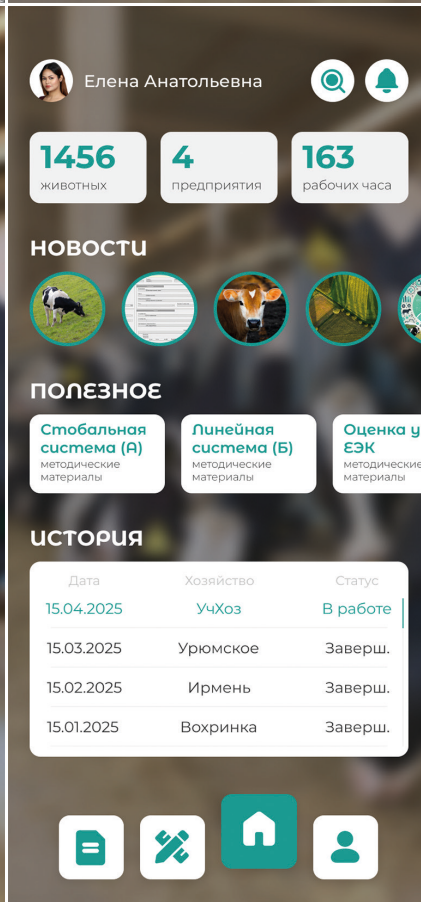 Елена Анатольевна
1456
животных
4
предприятия
163
рабочих часа
НОВОСТИ
ПОЛЕЗНОЕ
Стобальная
система (А)
методические
материалы
Линейная
система (Б)
методические
материалы
Оценка у
ЕЭК
методические
материалы
ИСТОРИЯ
Дата Хозяйство Статус
15.04.2025 УчХоз В работе
15.03.2025 Урюмское Заверш.
15.02.2025 Ирмень Заверш.
15.01.2025 Вохринка Заверш.